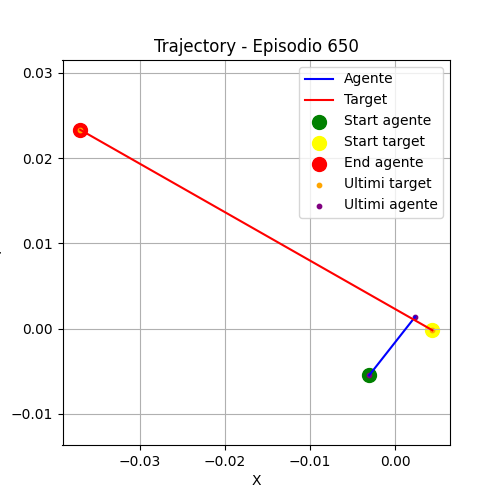 Trajectory - Episodio 650
0.03
0.02
0.01
0.00
−0.01
−0.03
−0.02
−0.01
0.00
X
Agente
Target
Start agente
Start target
End agente
Ultimi target
Ultimi agente